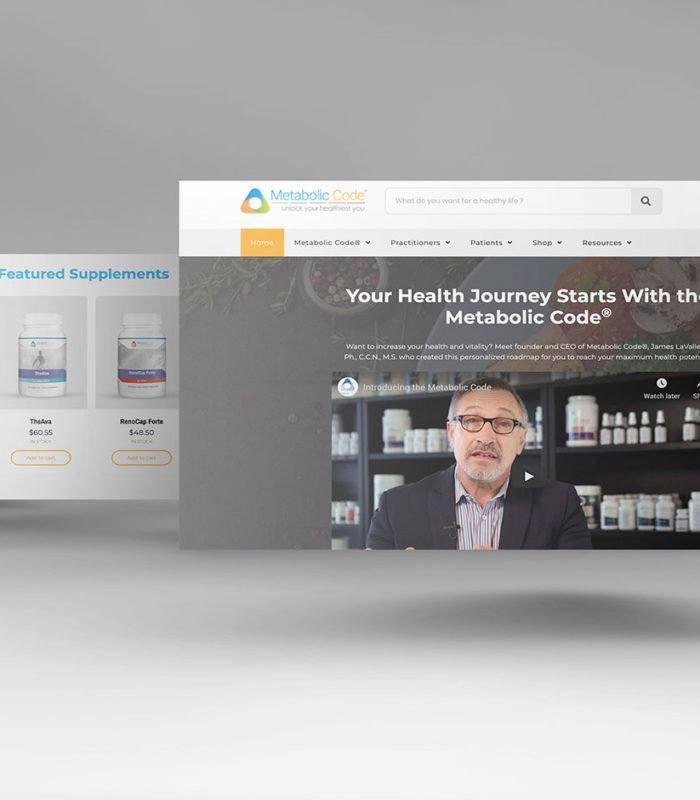 Metabolic Code®
unlock your healthiest you
What do you want for a healthy life ?
Home
Metabolic Code®
Practitioners
Patients
Shop
Resources
Your Health Journey Starts With the
Metabolic Code®
Want to increase your health and vitality? Meet founder and CEO of Metabolic Code®, James LaValle
Ph., C.C.N., M.S. who created this personalized roadmap for you to reach your maximum health poten
Introducing the Metabolic Code
Watch later
Sh
Featured Supplements
TheAva
RenoCap Forte
TheAva
RenoCap Forte
$60.55
$48.50
IN STOCK
IN STOCK
Add to cart
Add to cart